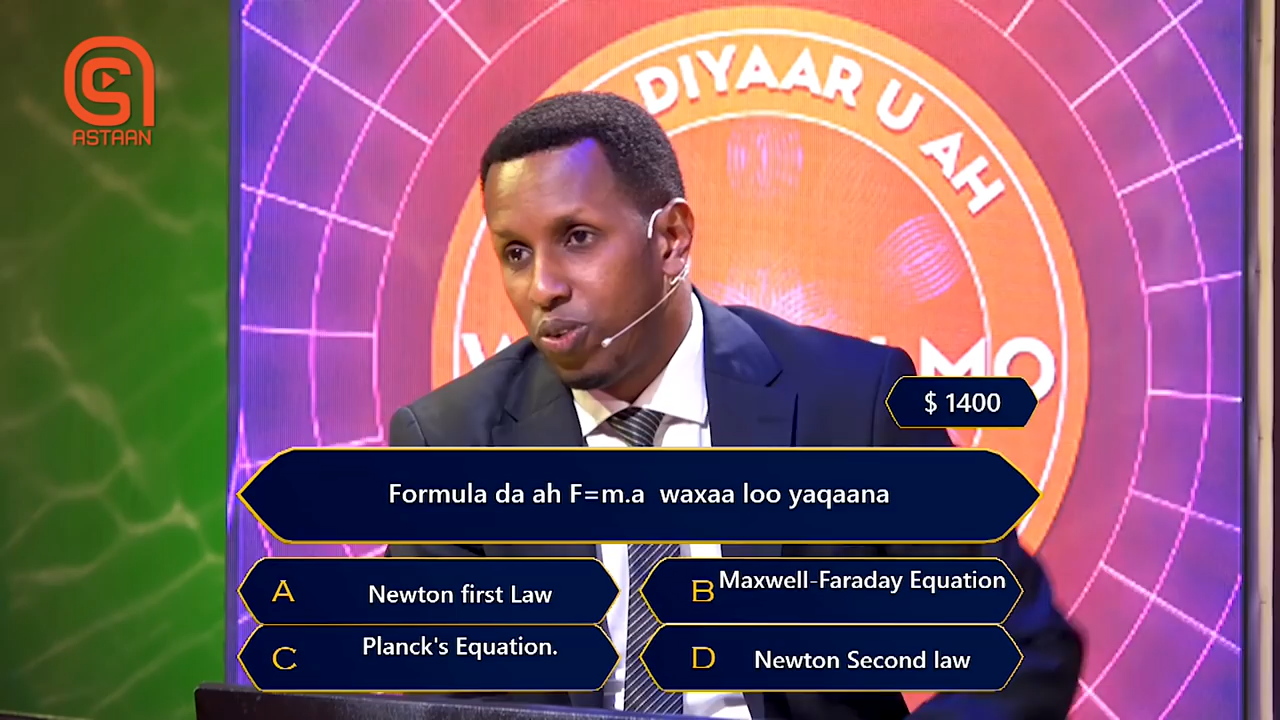 ASTAAN
DIYAAR U AH
$ 1400
Formula da ah F=m.a waxaa loo yaqaana
A Newton first Law
B Maxwell-Faraday Equation
C Planck's Equation.
D Newton Second law